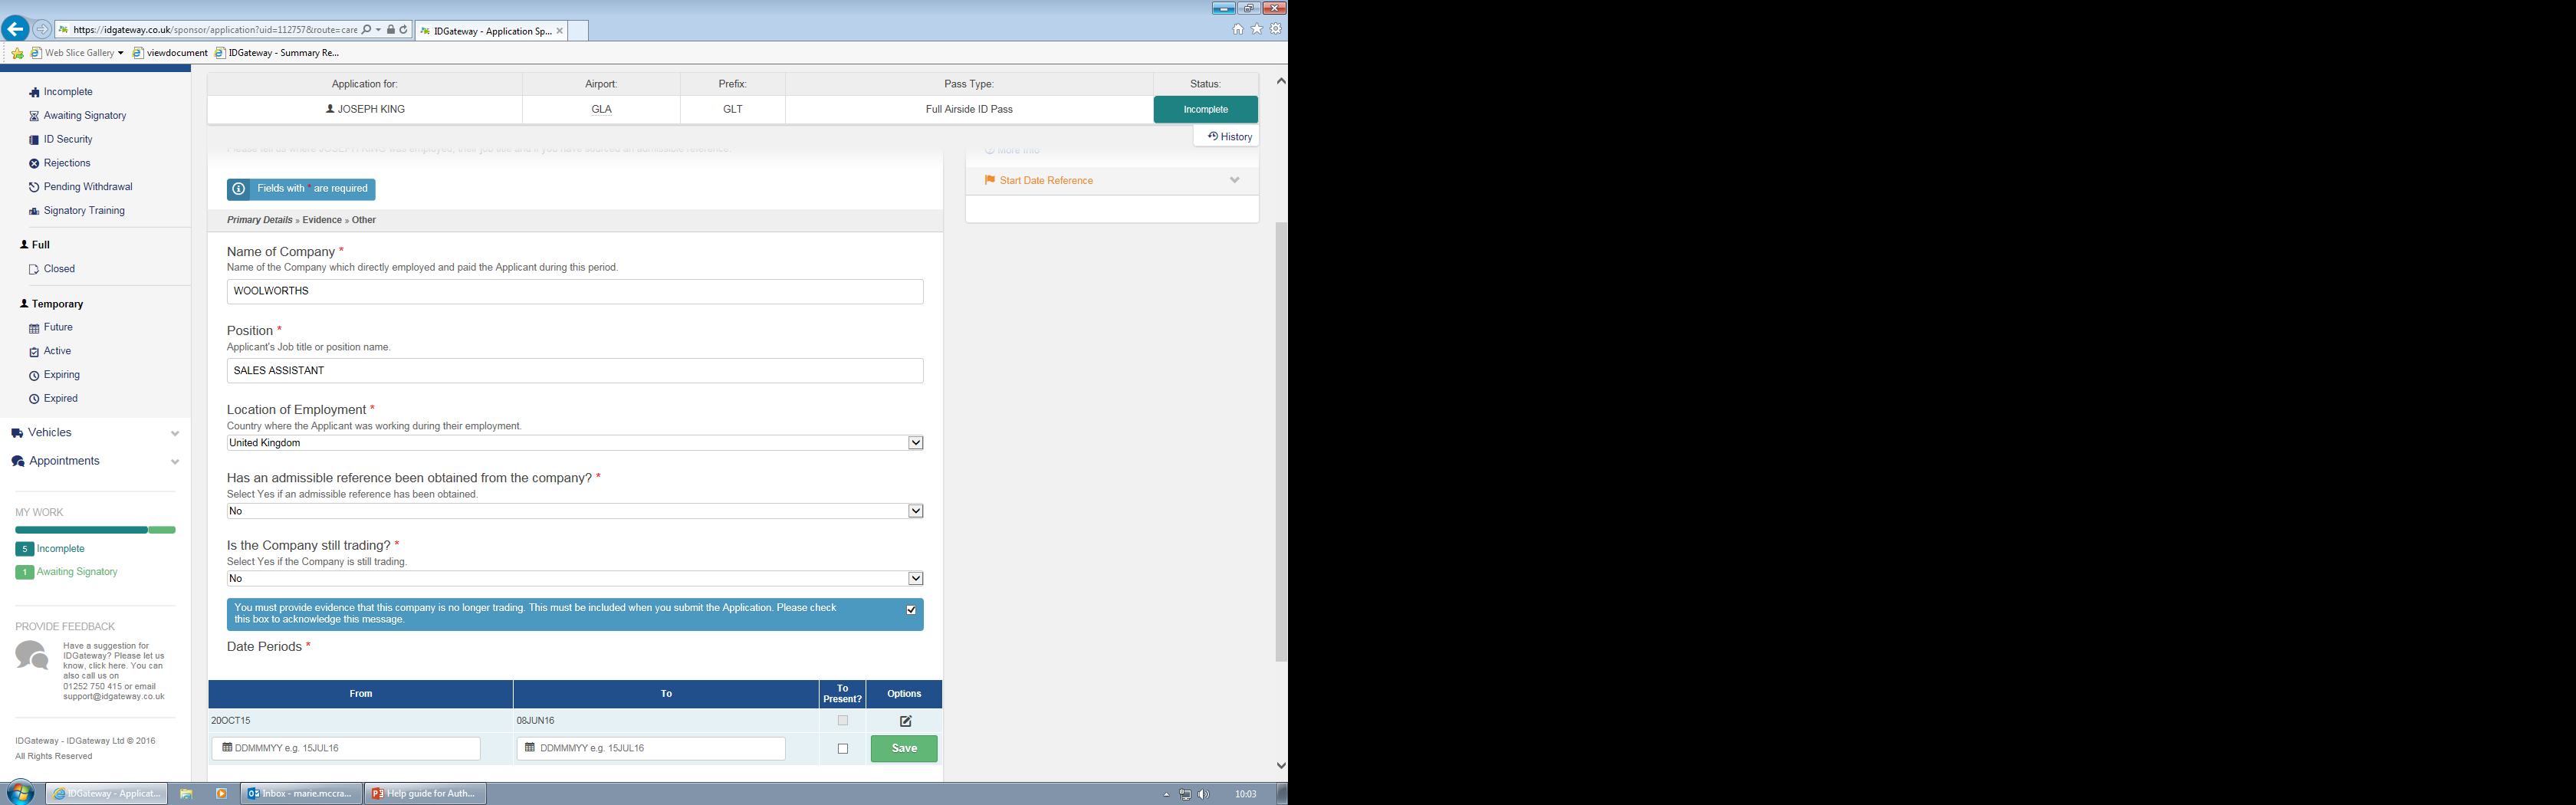 https://idgateway.co.uk/sponsor/application?uid=112757&route=care
IDGateway - Application Sp...
Web Slice Gallery
viewdocument
IDGateway - Summary Re...
Incomplete
Awaiting Signatory
ID Security
Rejections
Pending Withdrawal
Signatory Training
Full
Closed
Temporary
Future
Active
Expiring
Expired
Vehicles
Appointments
MY WORK
5 Incomplete
1 Awaiting Signatory
PROVIDE FEEDBACK
Have a suggestion for
IDGateway? Please let us
know, click here. You can
also call us on
01252 750 415 or email
support@idgateway.co.uk
IDGateway - IDGateway Ltd © 2016
All Rights Reserved
Application for: Airport: Prefix: Pass Type: Status:
JOSEPH KING GLA GLT Full Airside ID Pass Incomplete
History
More Info
Start Date Reference
Fields with * are required
Primary Details » Evidence » Other
Name of Company *
Name of the Company which directly employed and paid the Applicant during this period.
WOOLWORTHS
Position *
Applicant's Job title or position name.
SALES ASSISTANT
Location of Employment *
Country where the Applicant was working during their employment.
United Kingdom
Has an admissible reference been obtained from the company? *
Select Yes if an admissible reference has been obtained.
No
Is the Company still trading? *
Select Yes if the Company is still trading.
No
You must provide evidence that this company is no longer trading. This must be included when you submit the Application. Please check
this box to acknowledge this message.
Date Periods *
From To To Present? Options
20OCT15 08JUN16
DDMMMYY e.g. 15JUL16 DDMMMYY e.g. 15JUL16 Save
IDGateway - Applicat...
Inbox - marie.mccra...
Help guide for Auth...
10:03